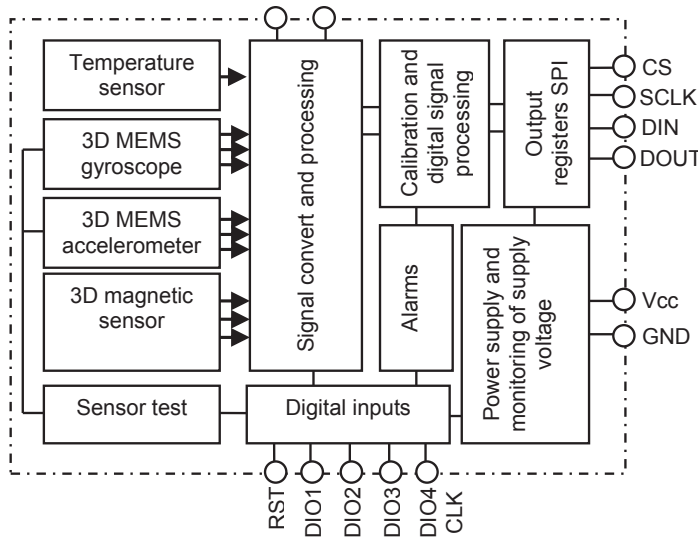 Temperature
sensor
3D MEMS
gyroscope
3D MEMS
accelerometer
3D magnetic
sensor
Sensor test
Signal convert and processing
Calibration and
digital signal
processing
Output
registers SPI
Alarms
Power supply and
monitoring of supply
voltage
Digital inputs
CS
SCLK
DIN
DOUT
Vcc
GND
RST
DIO1
DIO2
DIO3
DIO4
CLK